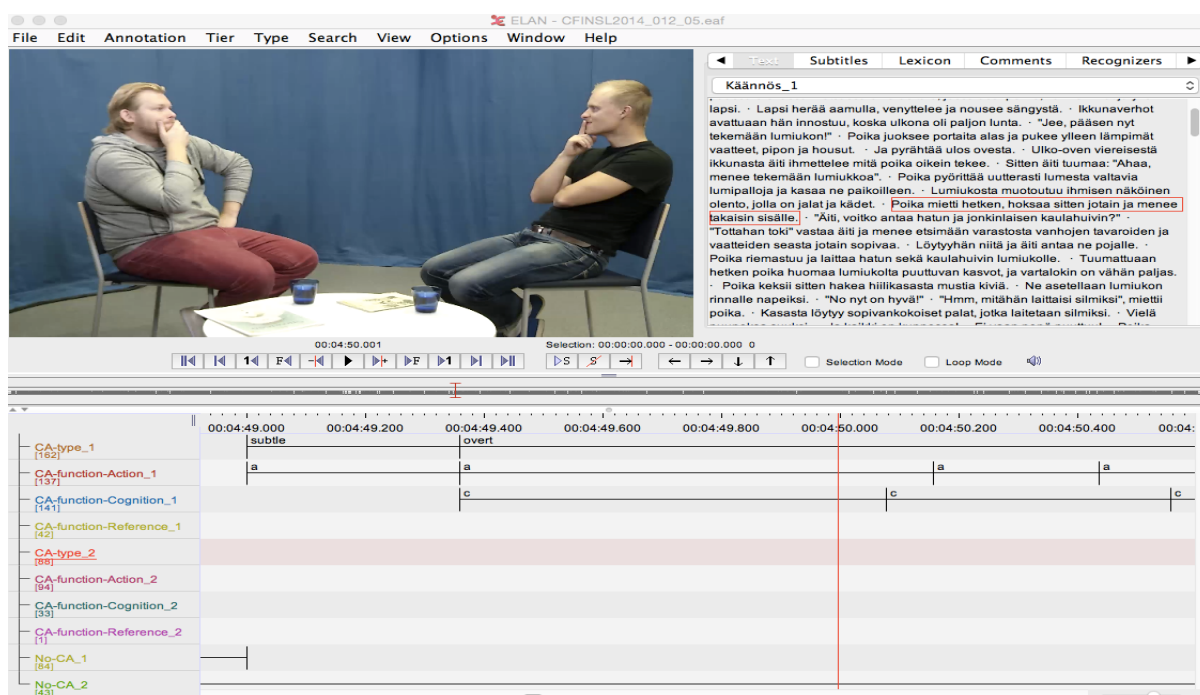 ELAN - CFINSL2014_012_05.eaf
File Edit Annotation Tier Type Search View Options Window Help
Text Subtitles Lexicon Comments Recognizers
Käännös_1
lapsi. · Lapsi herää aamulla, venyttelee ja nousee sängystä. · Ikkunaverhot
avattuaan hän innostuu, koska ulkona oli paljon lunta. · "Jee, pääsen nyt
tekemään lumiukon!" · Poika juoksee portaita alas ja pukee ylleen lämpimät
vaatteet, pipon ja housut. · Ja pyrähtää ulos ovesta. · Ulko-oven viereisestä
ikkunasta äiti ihmettelee mitä poika oikein tekee. · Sitten äiti tuumaa: "Ahaa,
menee tekemään lumiukkoa". · Poika pyörittää uutterasti lumesta valtavia
lumipalloja ja kasaa ne paikoilleen. · Lumiukosta muotoutuu ihmisen näköinen
olento, jolla on jalat ja kädet. · Poika mietti hetken, hoksaa sitten jotain ja menee
takaisin sisälle. · "Äiti, voitko antaa hatun ja jonkinlaisen kaulahuivin?" ·
"Tottahan toki" vastaa äiti ja menee etsimään varastosta vanhojen tavaroiden ja
vaatteiden seasta jotain sopivaa. · Löytyyhän niitä ja äiti antaa ne pojalle. ·
Poika riemastuu ja laittaa hatun sekä kaulahuivin lumiukolle. · Tuumattuaan
hetken poika huomaa lumiukolta puuttuvan kasvot, ja vartalokin on vähän paljas.
· Poika keksii sitten hakea hiilikasasta mustia kiviä. · Ne asetellaan lumiukon
rinnalle napeiksi. · "No nyt on hyvä!" · "Hmm, mitähän laittaisi silmiksi", miettii
poika. · Kasasta löytyy sopivankokoiset palat, jotka laitetaan silmiksi. · Vielä
00:04:50.001
Selection: 00:00:00.000 - 00:00:00.000 0
1 F + F 1 S S Selection Mode Loop Mode
00:04:49.000 00:04:49.200 00:04:49.400 00:04:49.600 00:04:49.800 00:04:50.000 00:04:50.200 00:04:50.400 00:04:
subtle overt
CA-type_1
[162]
a a a a
CA-function-Action_1
[137]
c c c
CA-function-Cognition_1
[141]
CA-function-Reference_1
[42]
CA-type_2
[88]
CA-function-Action_2
[94]
CA-function-Cognition_2
[33]
CA-function-Reference_2
[1]
No-CA_1
[84]
No-CA_2
[43]